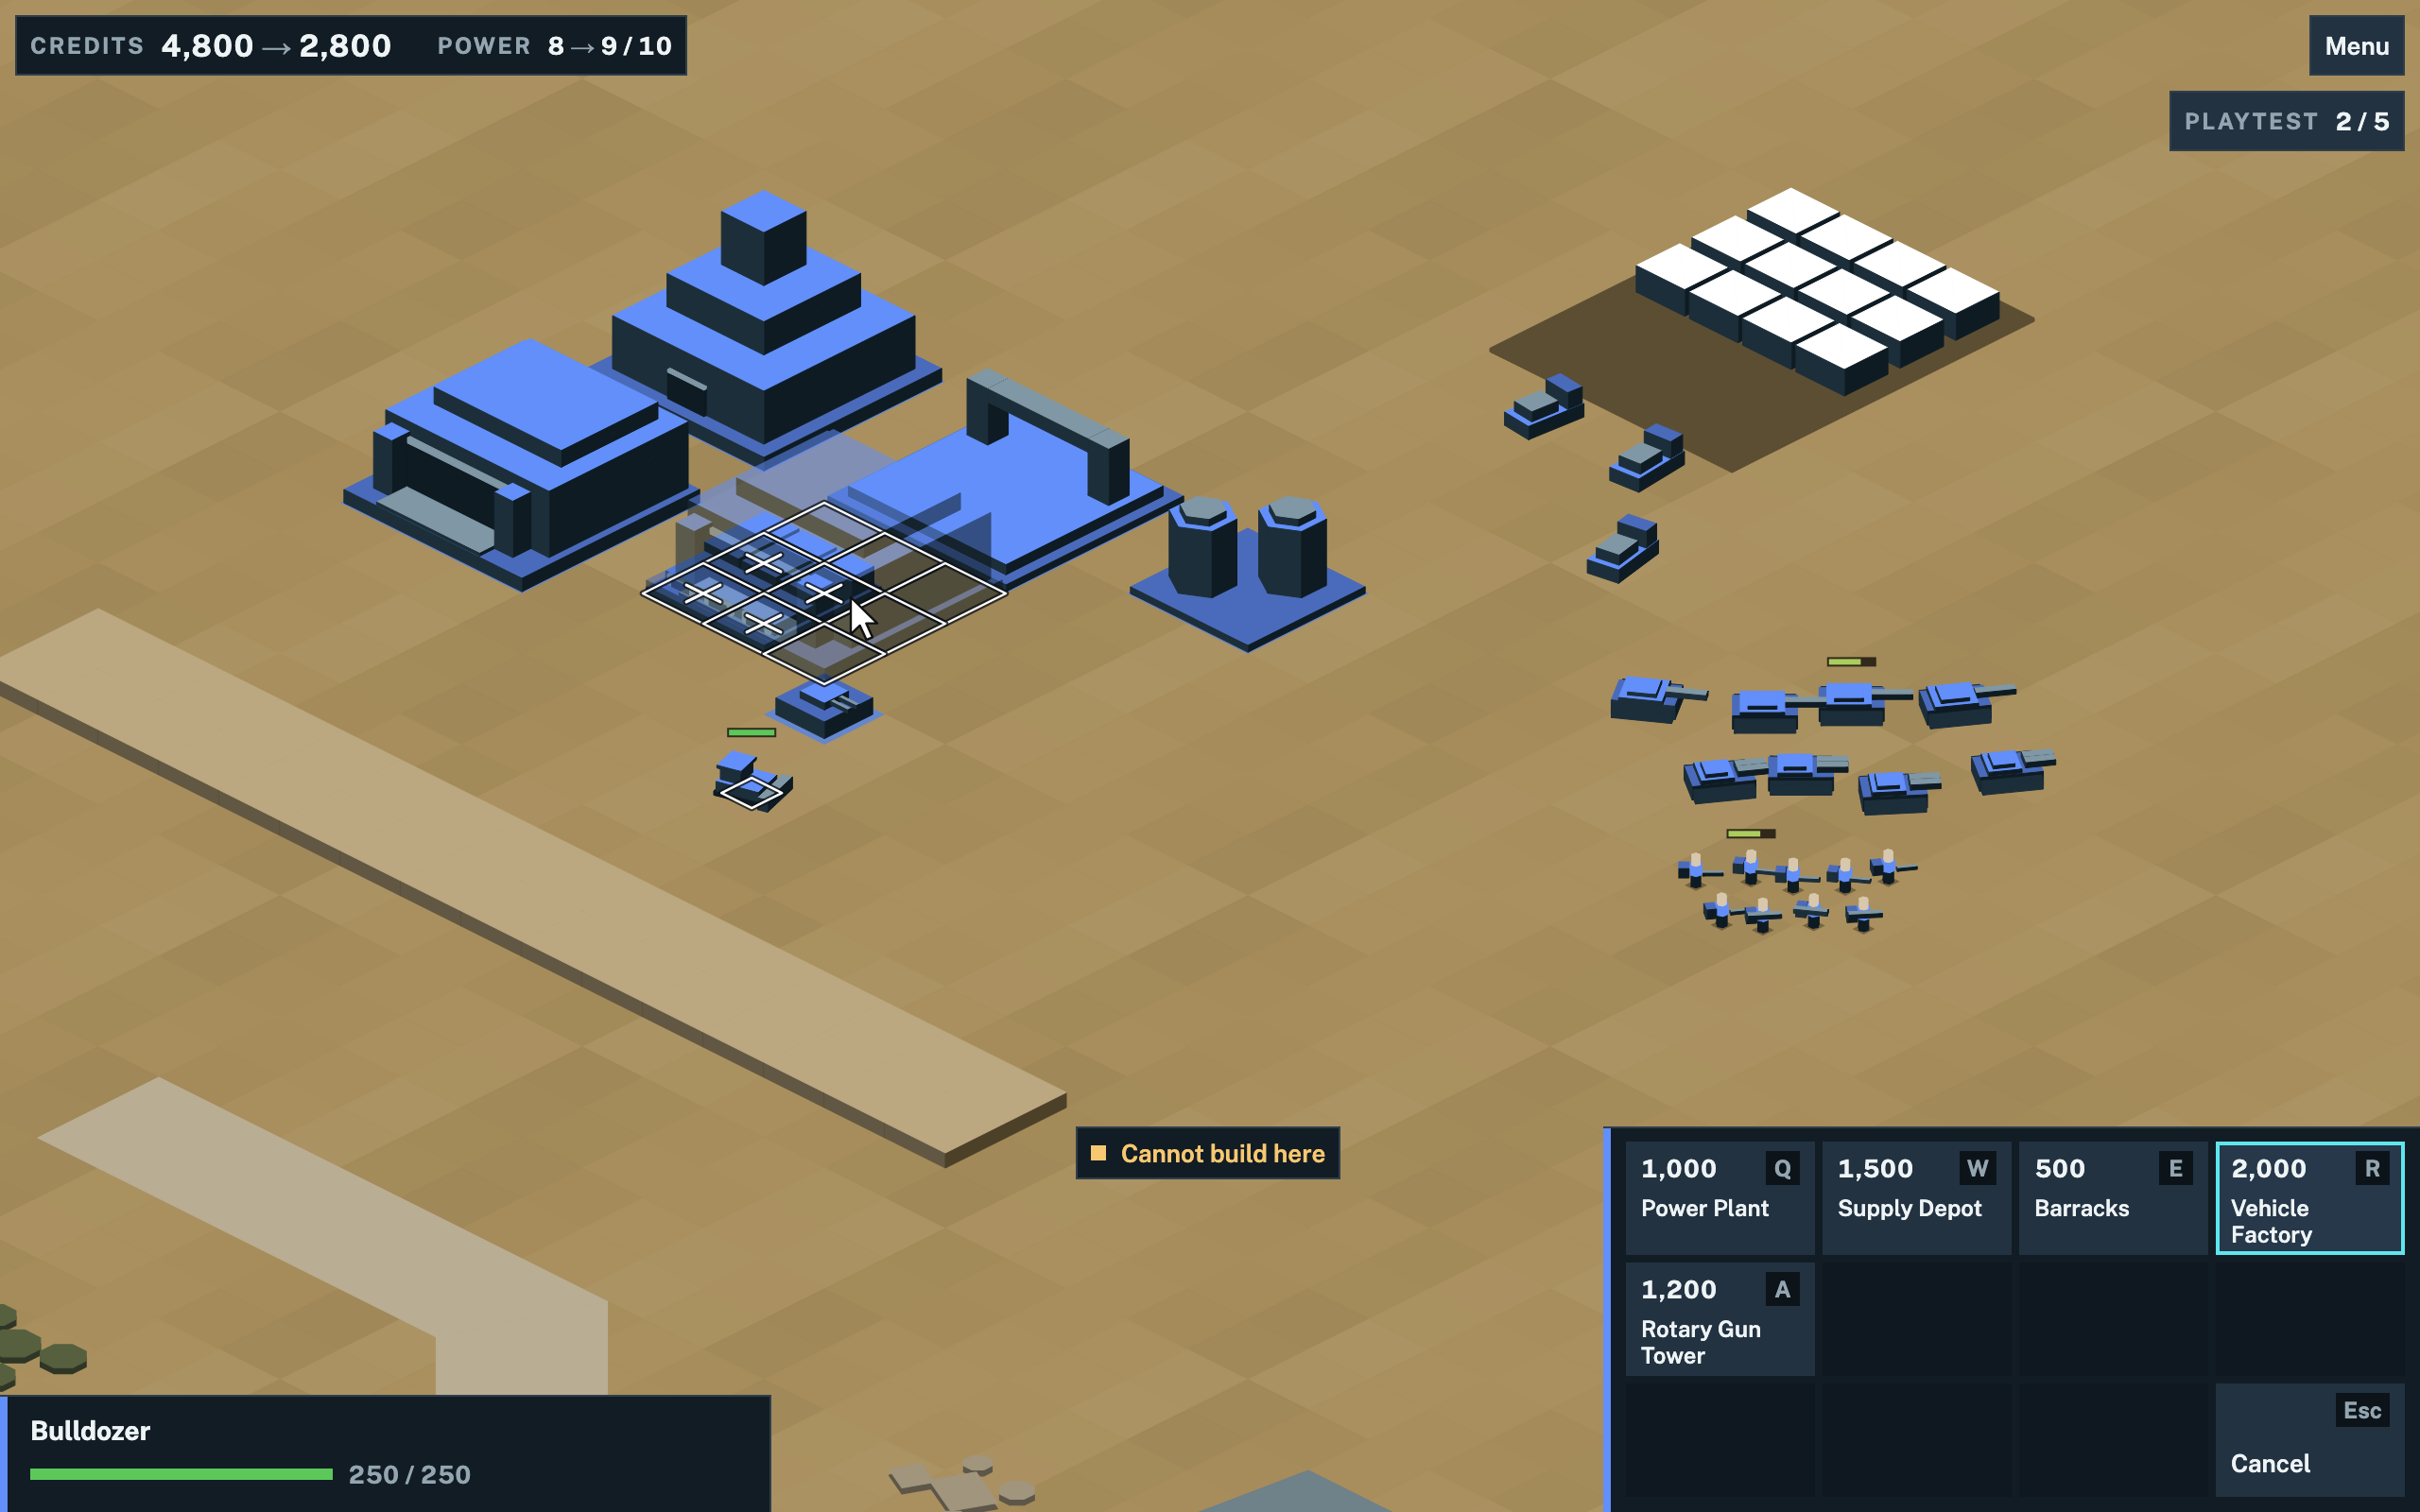 CREDITS 4,800→2,800 POWER 8→9/10
Menu
PLAYTEST 2/5
Cannot build here
1,000 Q
Power Plant
1,500 W
Supply Depot
500 E
Barracks
2,000 R
Vehicle
Factory
1,200 A
Rotary Gun
Tower
Esc
Cancel
Bulldozer
250/250